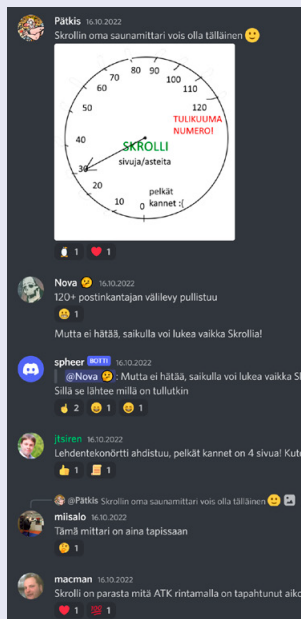 Pätkis 16.10.2022
Skrollin oma saunamittari vois olla tälläinen
70 80 90
60 100
50 110
120
TULIKUUMA
NUMERO!
40
SKROLLI
sivuja/asteita
30
20
pelkät
10 0 kannet :(
1 1
Nova 16.10.2022
120+ postinkantajan välilevy pullistuu
1
Mutta ei hätää, saikulla voi lukea vaikka Skrollia!
spheer BOTTI 16.10.2022
@Nova : Mutta ei hätää, saikulla voi lukea vaikka Sk
Sillä se lähtee millä on tullutkin
2 1 1
jtsiren 16.10.2022
Lehdentekonörtti ahdistuu, pelkät kannet on 4 sivua! Kuto
1 1
@Pätkis Skrollin oma saunamittari vois olla tälläinen
miisalo 16.10.2022
Tämä mittari on aina tapissaan
1
macman 16.10.2022
Skrolli on parasta mitä ATK rintamalla on tapahtunut aiko
1 1